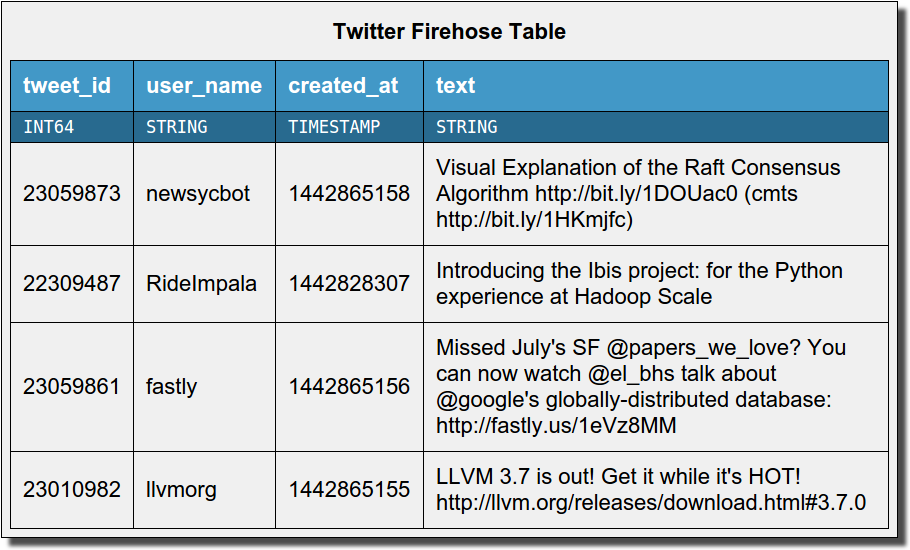 Twitter Firehose Table
tweet_id user_name created_at text
INT64 STRING TIMESTAMP STRING
23059873 newsycbot 1442865158 Visual Explanation of the Raft Consensus
Algorithm http://bit.ly/1DOUac0 (cmts
http://bit.ly/1HKmjfc)
22309487 RideImpala 1442828307 Introducing the Ibis project: for the Python
experience at Hadoop Scale
23059861 fastly 1442865156 Missed July's SF @papers_we_love? You
can now watch @el_bhs talk about
@google's globally-distributed database:
http://fastly.us/1eVz8MM
23010982 llvmorg 1442865155 LLVM 3.7 is out! Get it while it's HOT!
http://llvm.org/releases/download.html#3.7.0